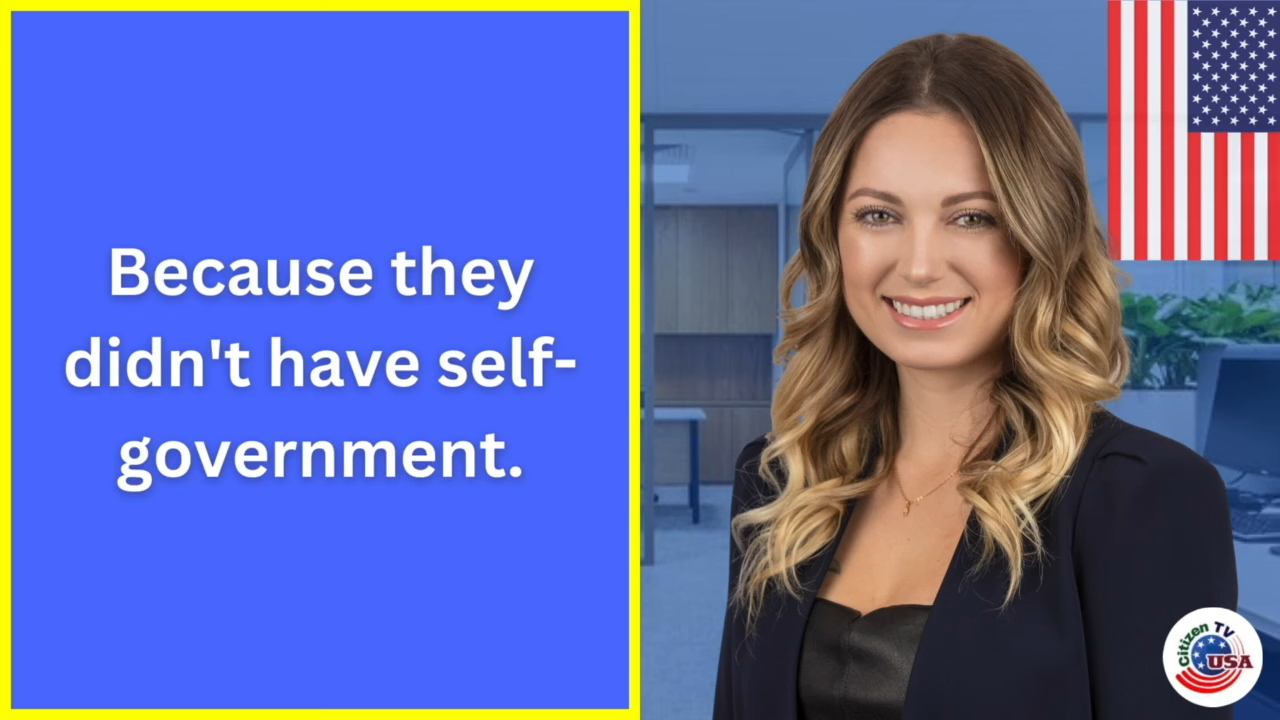 Because they
didn't have self-
government.
Citizen TV
USA